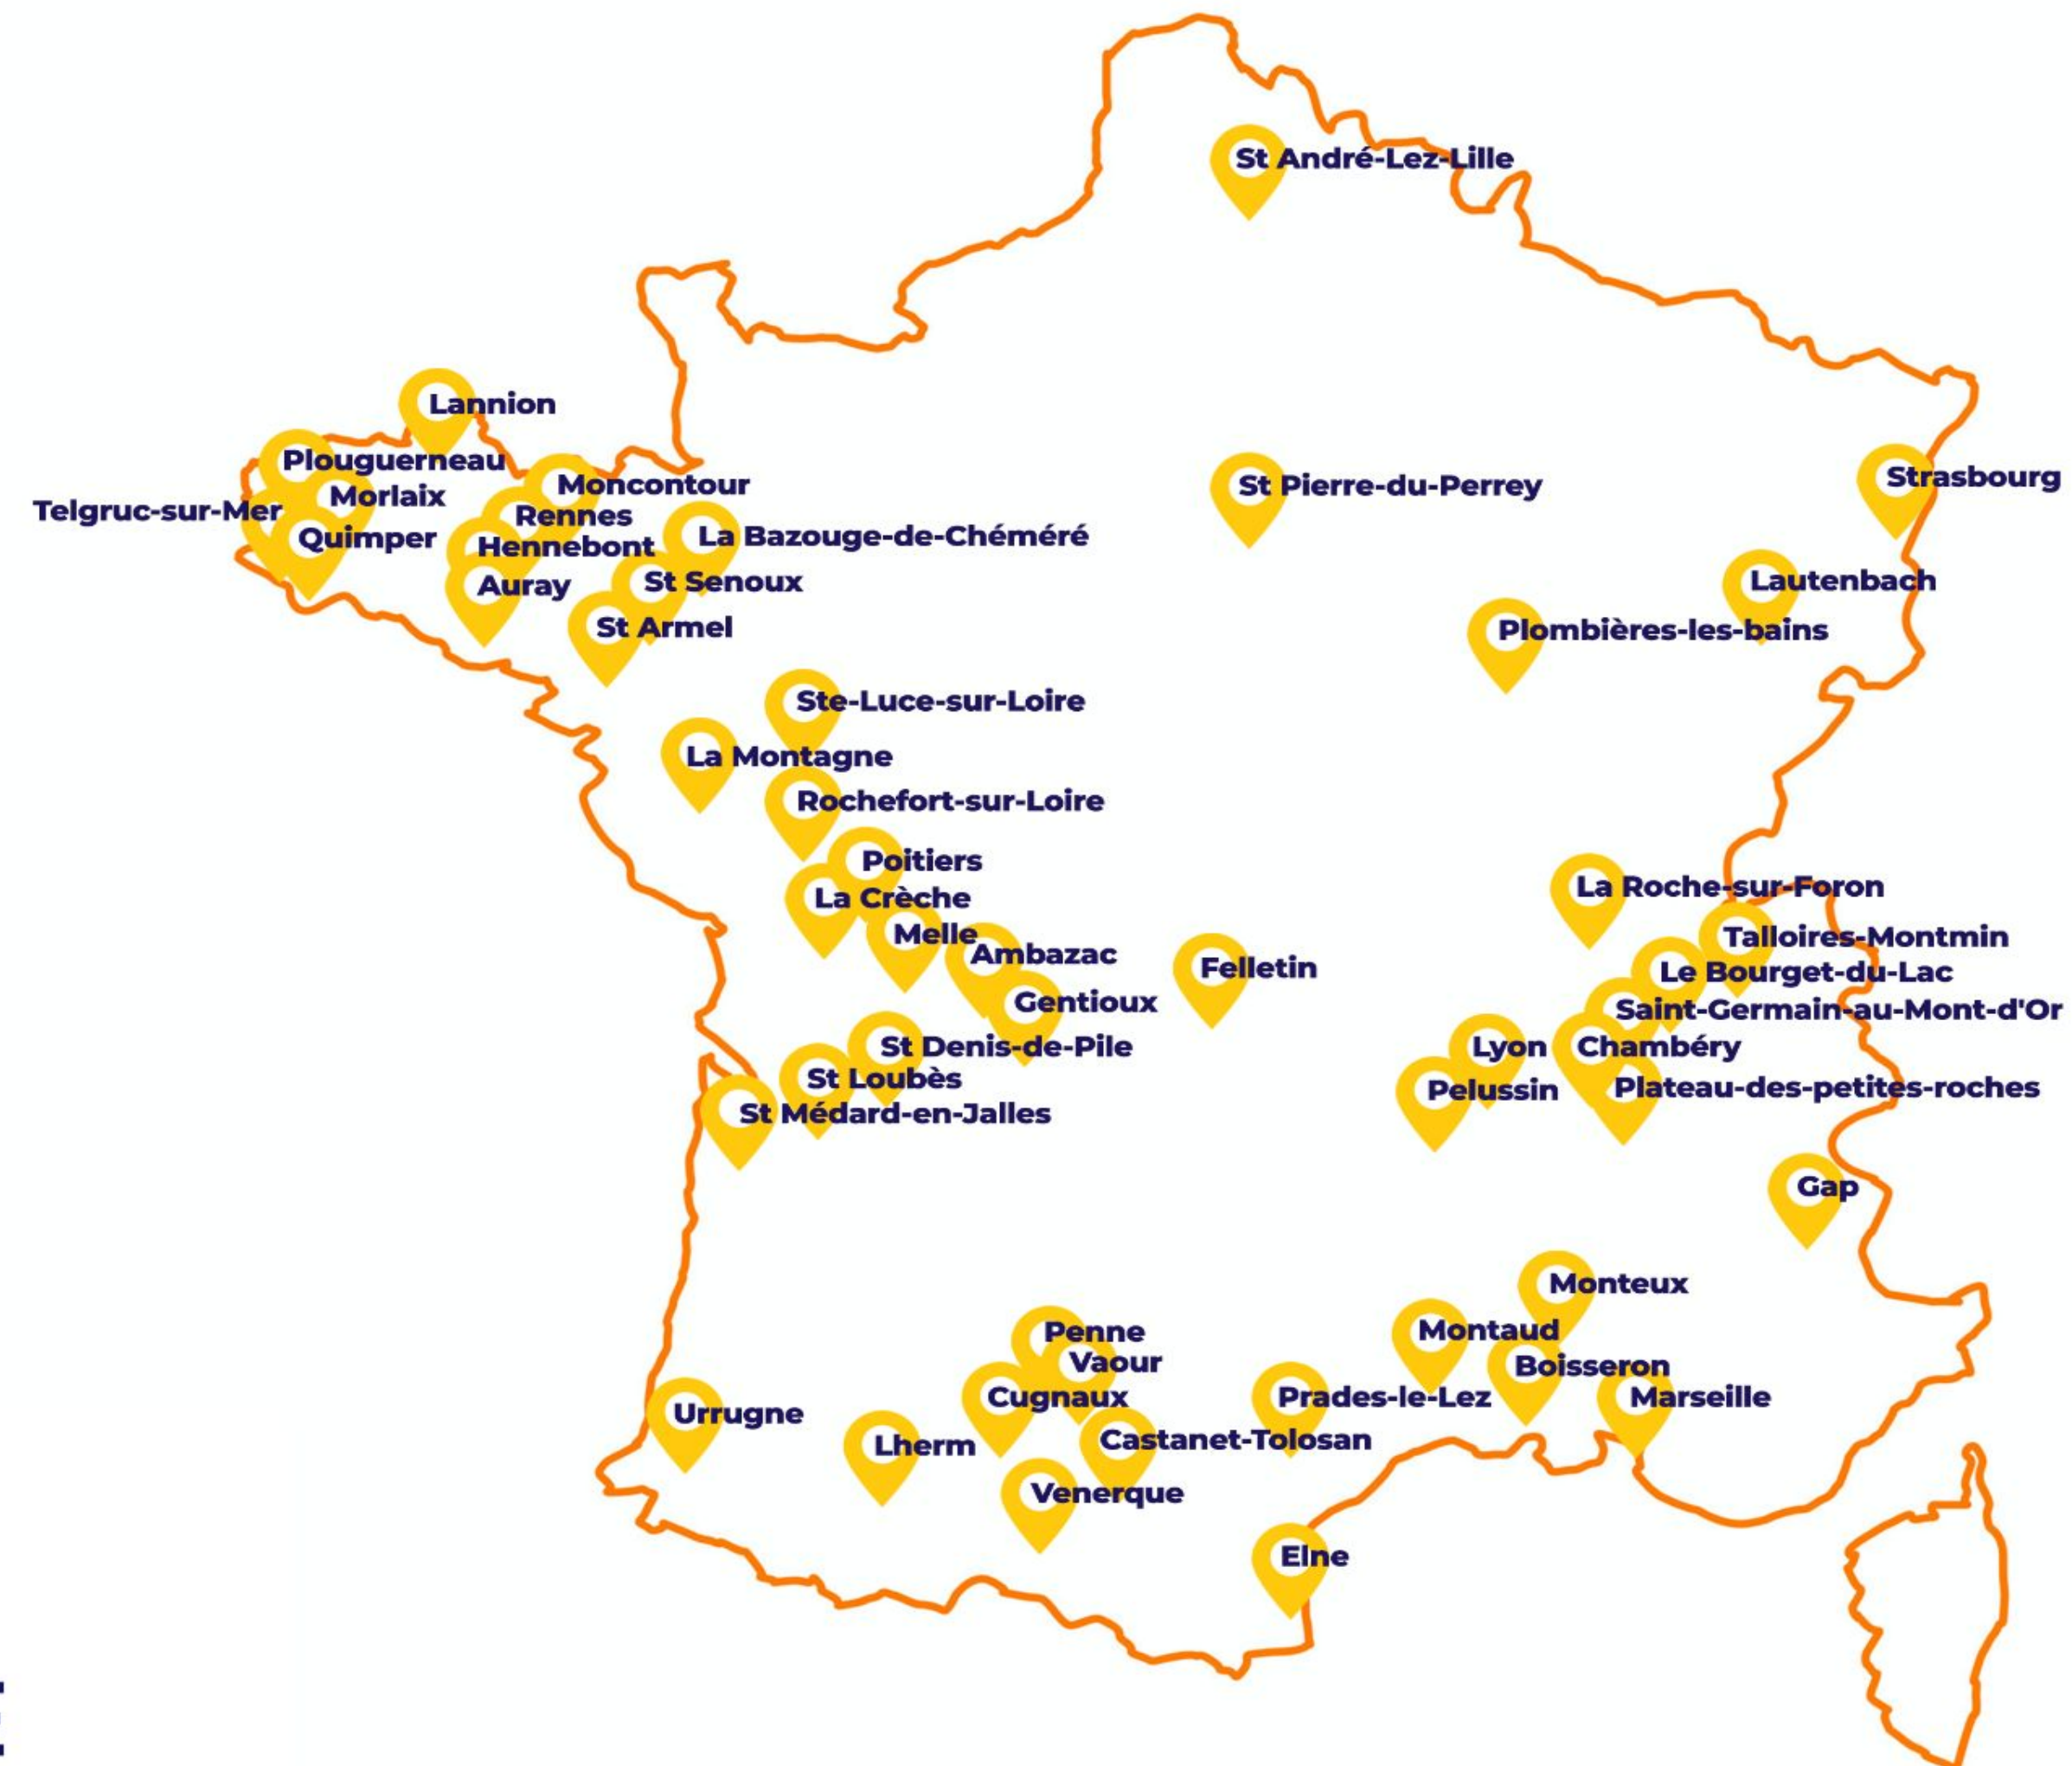 St André-Lez-Lille
Lannion
Plouguerneau
Strasbourg
Moncontour
St Pierre-du-Perrey
Morlaix
Telgruc-sur-Mer
Rennes
Quimper
La Bazouge-de-Chéméré
Hennebont
Lautenbach
St Senoux
Auray
St Armel
Plombières-les-bains
Ste-Luce-sur-Loire
La Montagne
Rochefort-sur-Loire
Poitiers
La Roche-sur-Foron
La Crèche
Melle
Talloires-Montmin
Ambazac
Felletin
Le Bourget-du-Lac
Gentioux
Saint-Germain-au-Mont-d'Or
St Denis-de-Pile
Lyon
Chambéry
St Loubès
Pelussin
Plateau-des-petites-roches
St Médard-en-Jalles
Gap
Monteux
Penne
Montaud
Vaour
Boisseron
Cugnaux
Prades-le-Lez
Marseille
Urrugne
Castanet-Tolosan
Lherm
Venerque
Elne